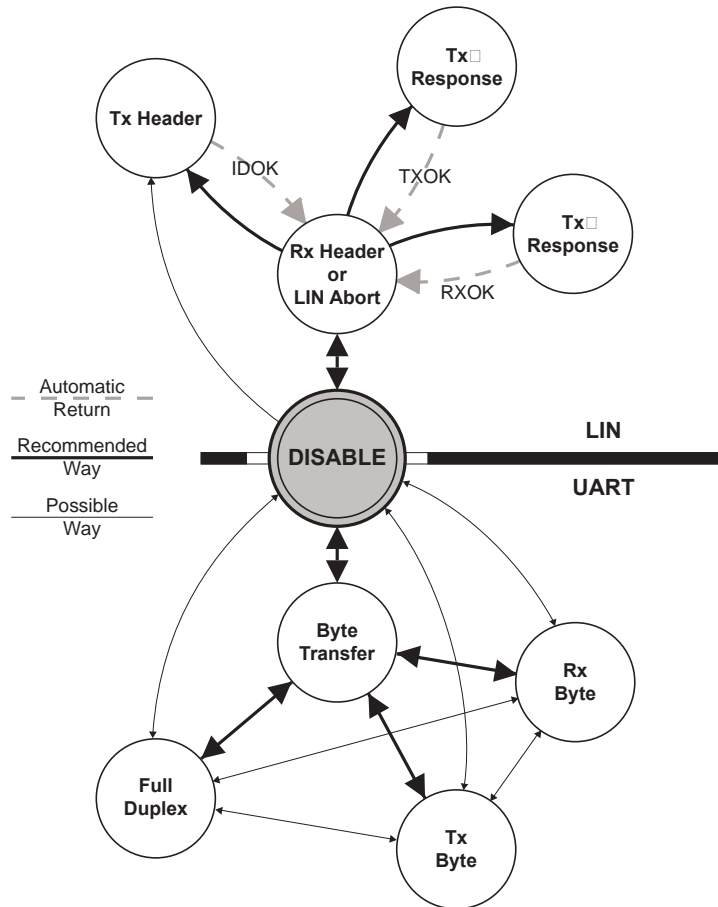 Tx□
Response
Tx Header
IDOK
TXOK
Tx□
Response
Rx Header
or
LIN Abort
RXOK
Automatic
Return
Recommended
Way
Possible
Way
DISABLE
LIN
UART
Byte
Transfer
Rx
Byte
Full
Duplex
Tx
Byte